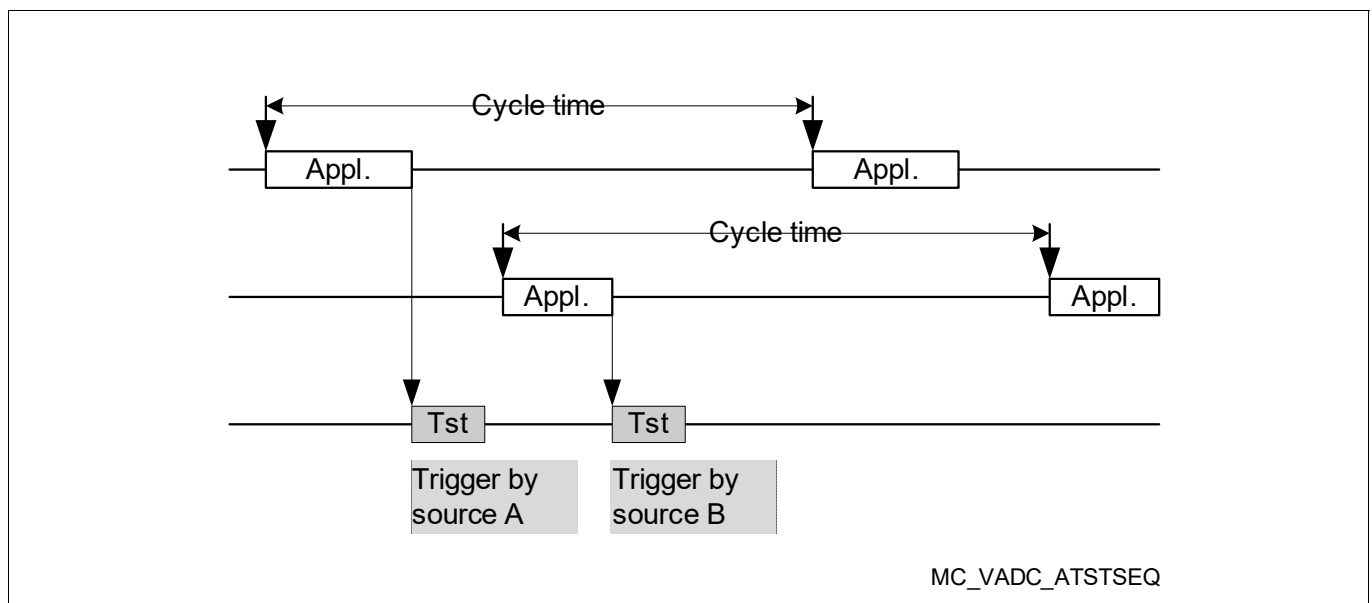 Cycle time
Appl.
Appl.
Cycle time
Appl.
Appl.
Tst
Tst
Trigger by
source A
Trigger by
source B
MC_VADC_ATSTSEQ